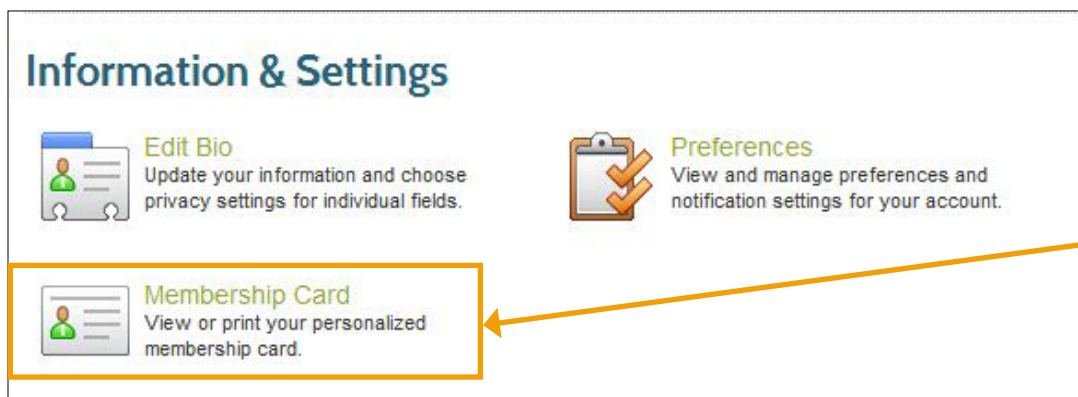 Information & Settings
Edit Bio
Update your information and choose
privacy settings for individual fields.
Preferences
View and manage preferences and
notification settings for your account.
Membership Card
View or print your personalized
membership card.